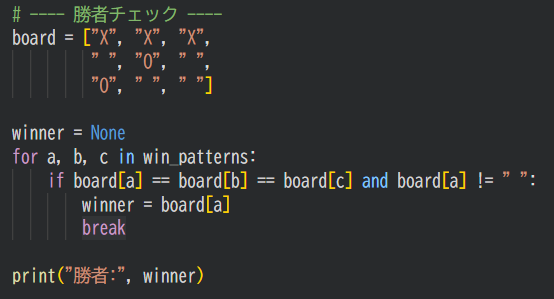 # ---- 勝者チェック ----
board = ["X", "X", "X",
         " ", "O", " ",
         "O", " ", " "]

winner = None
for a, b, c in win_patterns:
    if board[a] == board[b] == board[c] and board[a] != " ":
        winner = board[a]
        break

print("勝者:", winner)